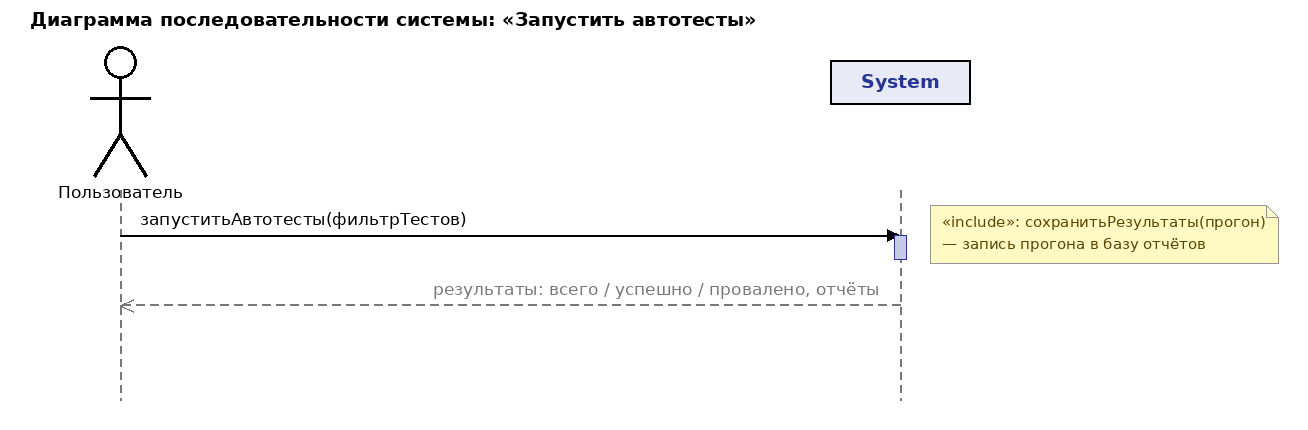 Диаграмма последовательности системы: «Запустить автотесты»
System
Пользователь
запуститьАвтотесты(фильтрТестов)
«include»: сохранитьРезультаты(прогон)
— запись прогона в базу отчётов
результаты: всего / успешно / провалено, отчёты